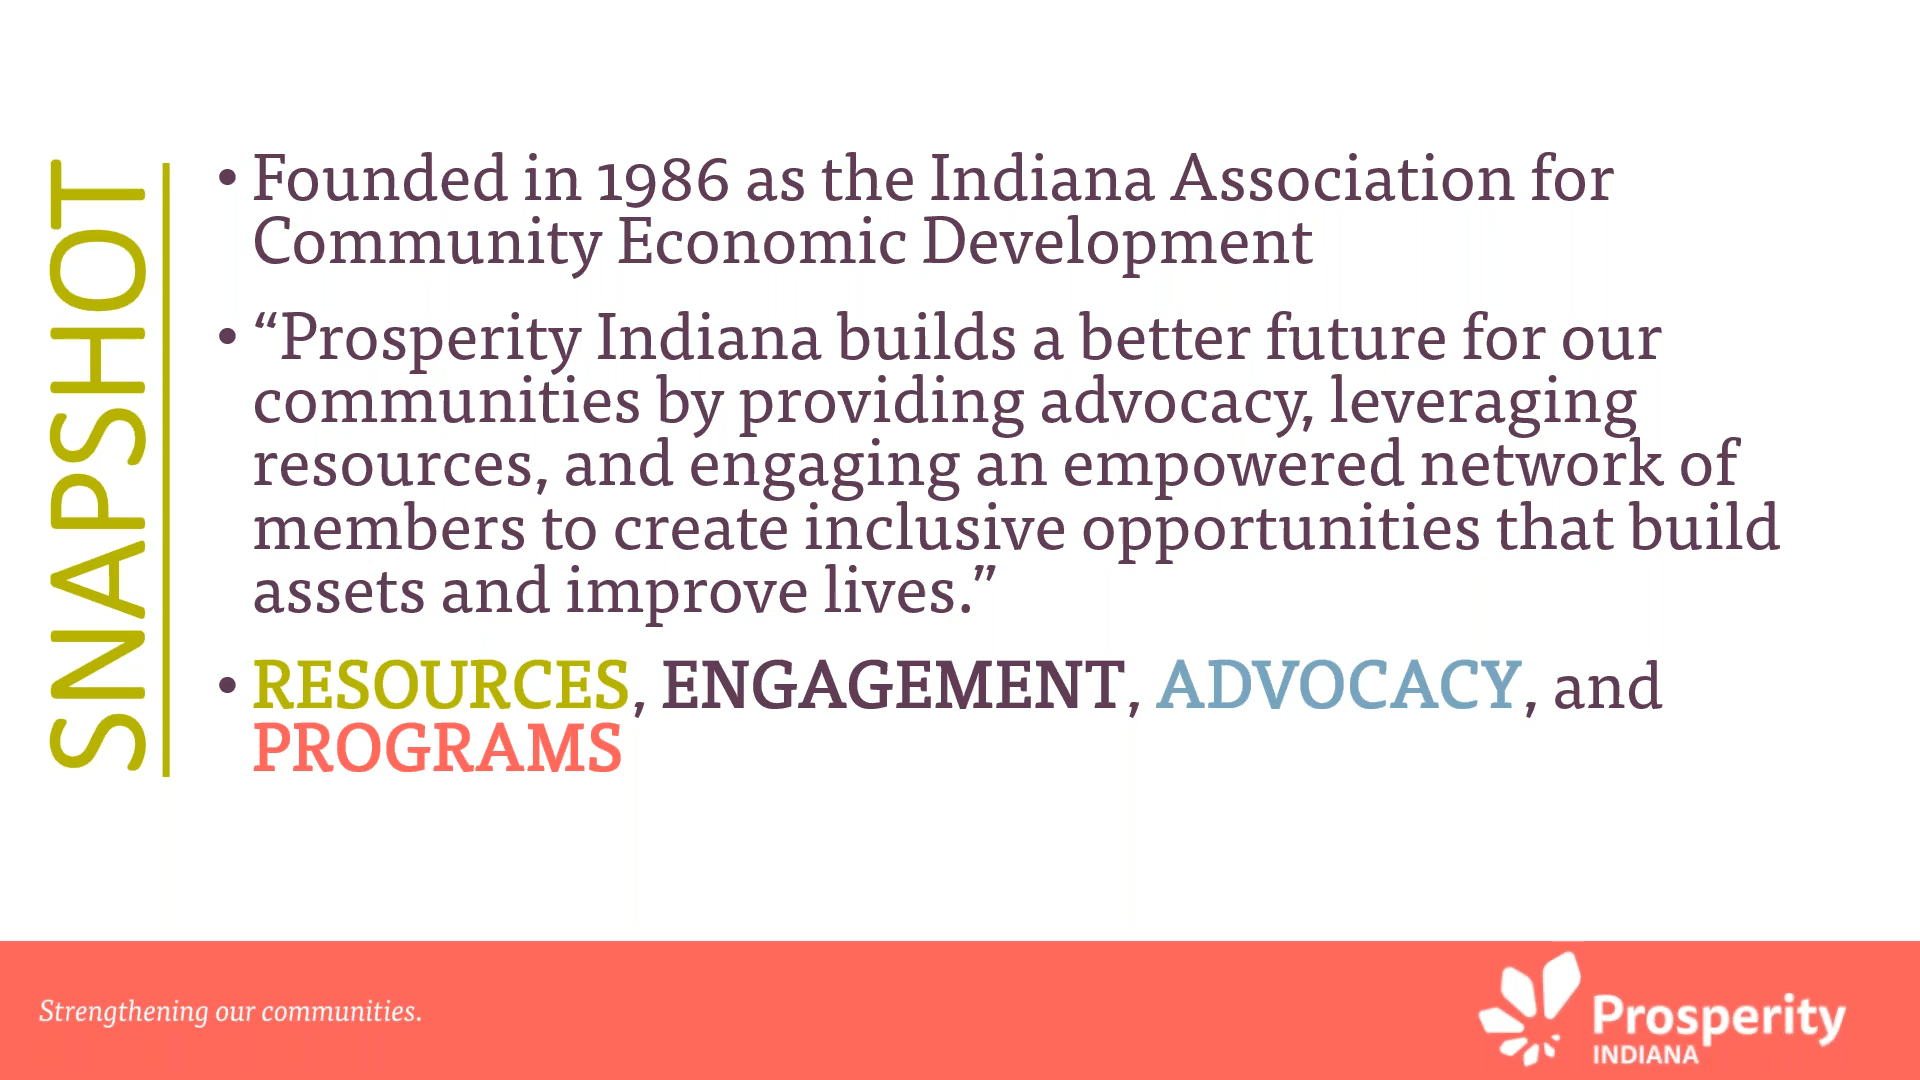 SNAPSHOT
• Founded in 1986 as the Indiana Association for
Community Economic Development
• “Prosperity Indiana builds a better future for our
communities by providing advocacy, leveraging
resources, and engaging an empowered network of
members to create inclusive opportunities that build
assets and improve lives.”
• RESOURCES, ENGAGEMENT, ADVOCACY, and
PROGRAMS
Strengthening our communities.
Prosperity
INDIANA